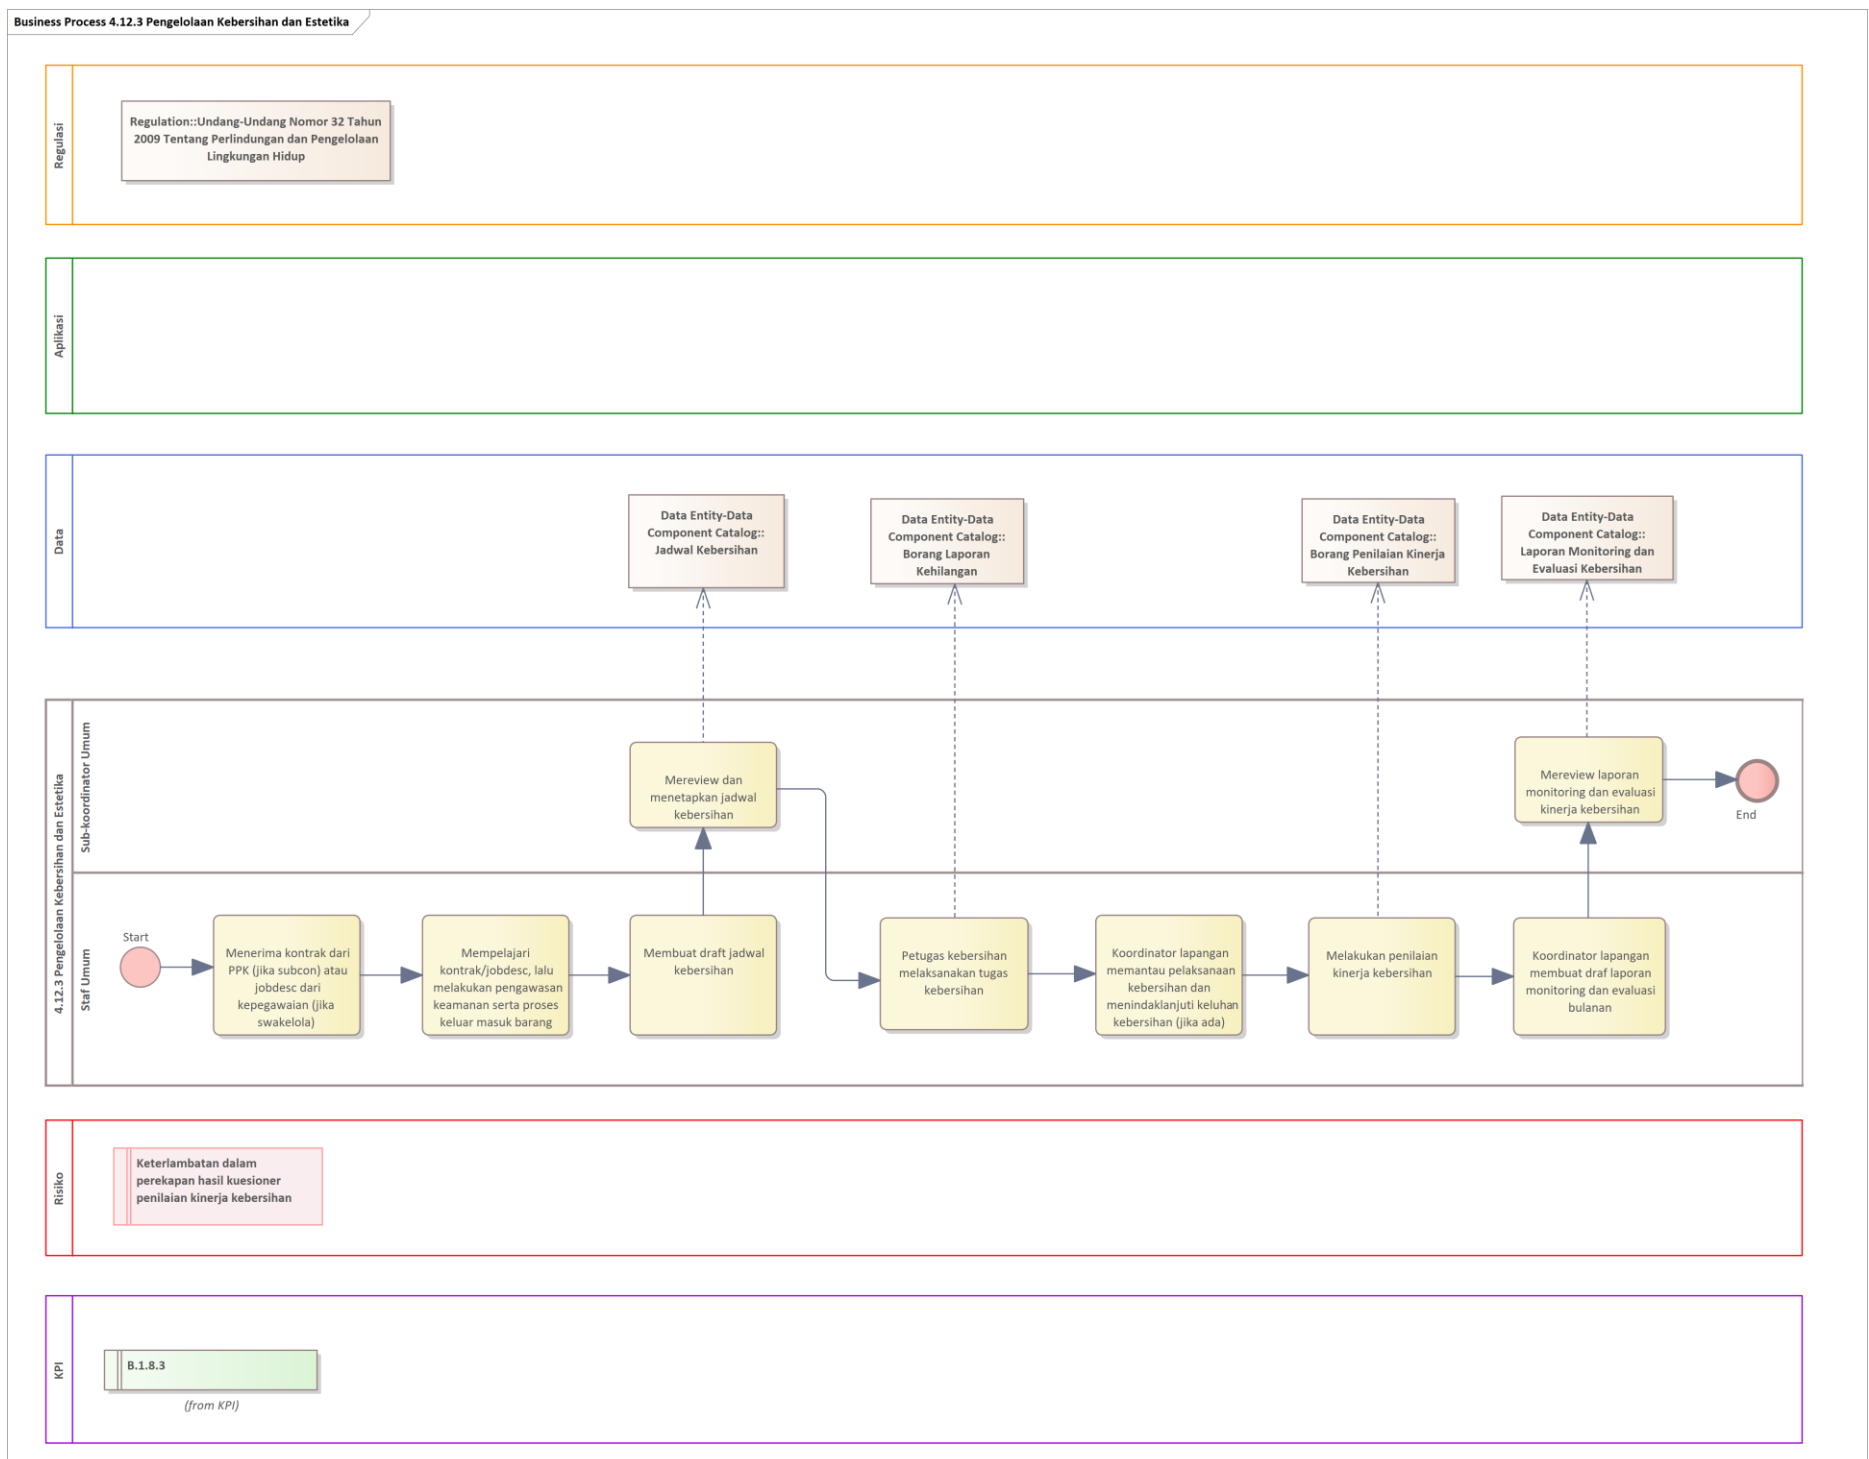 Business Process 4.12.3 Pengelolaan Kebersihan dan Estetika
Regulasi
Regulation::Undang-Undang Nomor 32 Tahun
2009 Tentang Perlindungan dan Pengelolaan
Lingkungan Hidup
Aplikasi
Data
Data Entity-Data
Component Catalog::
Jadwal Kebersihan
Data Entity-Data
Component Catalog::
Borang Laporan
Kehilangan
Data Entity-Data
Component Catalog::
Borang Penilaian Kinerja
Kebersihan
Data Entity-Data
Component Catalog::
Laporan Monitoring dan
Evaluasi Kebersihan
4.12.3 Pengelolaan Kebersihan dan Estetika
Sub-koordinator Umum
Mereview dan
menetapkan jadwal
kebersihan
Mereview laporan
monitoring dan evaluasi
kinerja kebersihan
End
Staf Umum
Start
Menerima kontrak dari
PPK (jika subcon) atau
jobdesc dari
kepegawaian (jika
swakelola)
Mempelajari
kontrak/jobdesc, lalu
melakukan pengawasan
keamanan serta proses
keluar masuk barang
Membuat draft jadwal
kebersihan
Petugas kebersihan
melaksanakan tugas
kebersihan
Koordinator lapangan
memantau pelaksanaan
kebersihan dan
menindaklanjuti keluhan
kebersihan (jika ada)
Melakukan penilaian
kinerja kebersihan
Koordinator lapangan
membuat draf laporan
monitoring dan evaluasi
bulanan
Risiko
Keterlambatan dalam
perekapan hasil kuesioner
penilaian kinerja kebersihan
KPI
B.1.8.3
(from KPI)